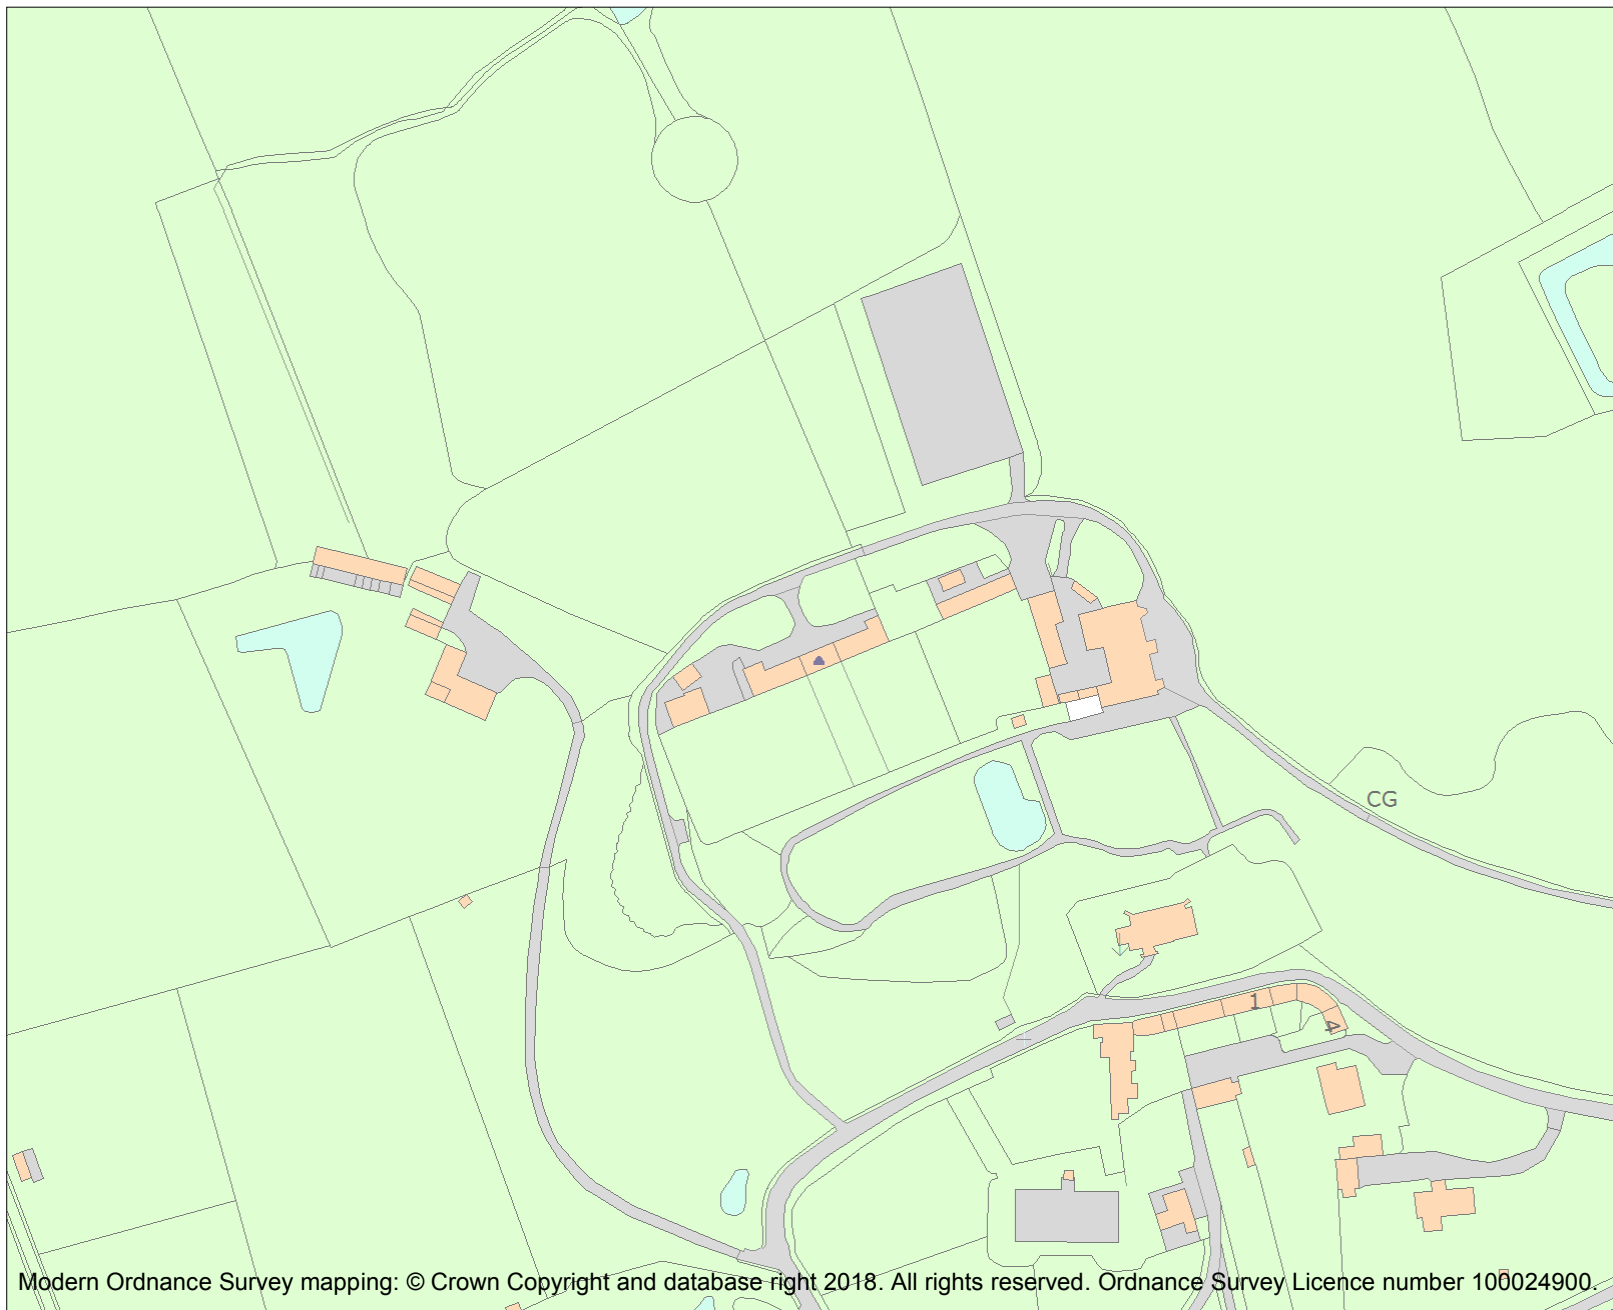 CG
1
4
Modern Ordnance Survey mapping: © Crown Copyright and database right 2018. All rights reserved. Ordnance Survey Licence number 100024900.